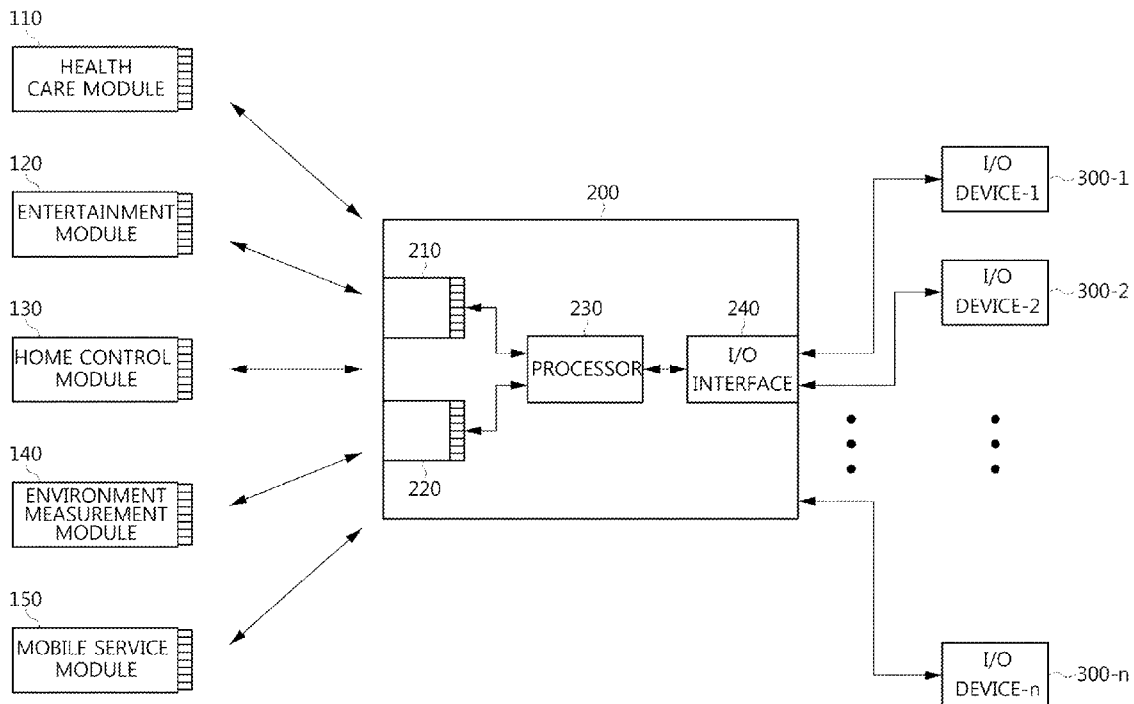 110
HEALTH
CARE MODULE
120
ENTERTAINMENT
MODULE
130
HOME CONTROL
MODULE
140
ENVIRONMENT
MEASUREMENT
MODULE
150
MOBILE SERVICE
MODULE
200
210
220
230
PROCESSOR
240
I/O
INTERFACE
I/O
DEVICE-1
300-1
I/O
DEVICE-2
300-2
I/O
DEVICE-n
300-n